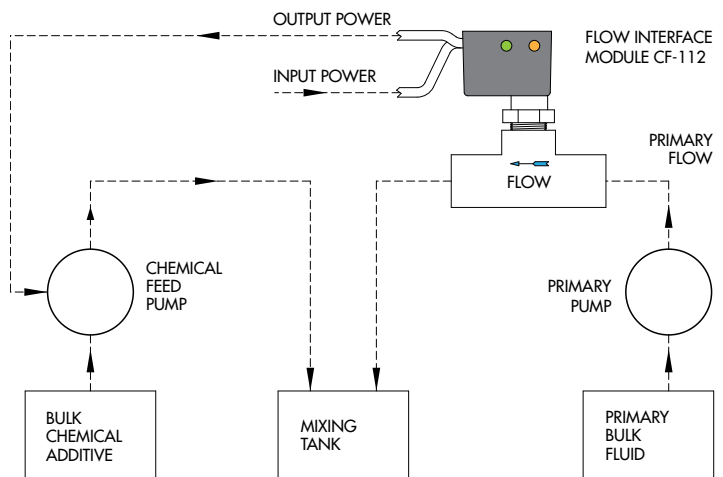 OUTPUT POWER
FLOW INTERFACE
MODULE CF-112
INPUT POWER
PRIMARY
FLOW
FLOW
CHEMICAL
FEED
PUMP
PRIMARY
PUMP
BULK
CHEMICAL
ADDITIVE
MIXING
TANK
PRIMARY
BULK
FLUID